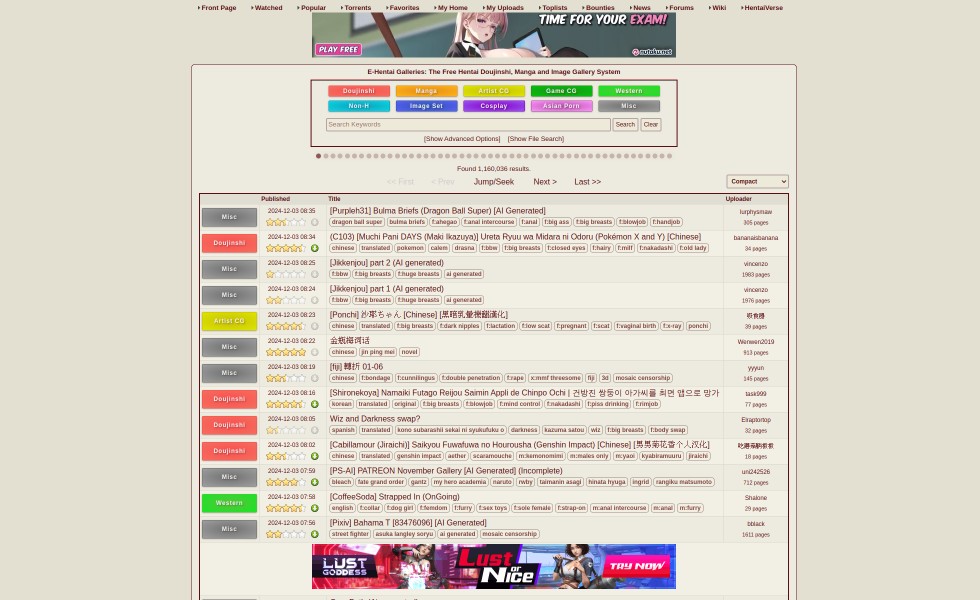 Front Page Watched Popular Torrents Favorites My Home My Uploads Toplists Bounties News Forums Wiki HentaiVerse
TIME FOR YOUR EXAM!
PLAY FREE
nutaku.net
E-Hentai Galleries: The Free Hentai Doujinshi, Manga and Image Gallery System
Doujinshi Manga Artist CG Game CG Western
Non-H Image Set Cosplay Asian Porn Misc
Search Keywords Search Clear
[Show Advanced Options] [Show File Search]
Found 1,160,036 results.
<< First < Prev Jump/Seek Next > Last >> Compact
Published Title Uploader
Misc 2024-12-03 08:35 [Purpleh31] Bulma Briefs (Dragon Ball Super) [AI Generated] turphysmaw
dragon ball super bulma briefs f:ahegao f:anal intercourse f:anal f:big ass f:big breasts f:blowjob f:handjob 305 pages
Doujinshi 2024-12-03 08:34 (C103) [Muchi Pani DAYS (Maki Ikazuya)] Ureta Ryuu wa Midara ni Odoru (Pokémon X and Y) [Chinese] bananaisbanana
chinese translated pokemon calem drasna f:bbw f:big breasts f:closed eyes f:hairy f:milf f:nakadashi f:old lady 34 pages
Misc 2024-12-03 08:25 [Jikkenjou] part 2 (AI generated) vincenzo
f:bbw f:big breasts f:huge breasts ai generated 1983 pages
Misc 2024-12-03 08:24 [Jikkenjou] part 1 (AI generated) vincenzo
f:bbw f:big breasts f:huge breasts ai generated 1976 pages
Artist CG 2024-12-03 08:23 [Ponchi] 沙耶ちゃん [Chinese]
chinese translated f:big breasts f:dark nipples f:lactation f:low scat f:pregnant f:scat f:vaginal birth f:x-ray ponchi 39 pages
Misc 2024-12-03 08:22 金瓶梅词话 Wenwen2019
chinese jin ping mei novel 913 pages
Misc 2024-12-03 08:19 [fiji] 轉折 01-06 yyyun
chinese f:bondage f:cunnilingus f:double penetration f:rape x:mmf threesome fiji 3d mosaic censorship 145 pages
Doujinshi 2024-12-03 08:16 [Shironekoya] Namaiki Futago Reijou Saimin Appli de Chinpo Ochi | 건방진 쌍둥이 아가씨를 최면 앱으로 망가 task999
korean translated original f:big breasts f:blowjob f:mind control f:nakadashi f:piss drinking f:rimjob 77 pages
Doujinshi 2024-12-03 08:05 Wiz and Darkness swap? Elraptortop
spanish translated kono subarashii sekai ni syukufuku o darkness kazuma satou wiz f:big breasts f:body swap 32 pages
Doujinshi 2024-12-03 08:02 [Cabillamour (Jiraichi)] Saikyou Fuwafuwa no Hourousha (Genshin Impact) [Chinese] [男男菊花香个人汉化]
chinese translated genshin impact aether scaramouche m:kemonomimi m:males only m:yaoi kyabiramuuru jiraichi 18 pages
Misc 2024-12-03 07:59 [PS-AI] PATREON November Gallery [AI Generated] (Incomplete) uni242526
bleach fate grand order gantz my hero academia naruto rwby taimanin asagi hinata hyuga ingrid rangiku matsumoto 712 pages
Western 2024-12-03 07:58 [CoffeeSoda] Strapped In (OnGoing) Shalone
english f:collar f:dog girl f:femdom f:furry f:sex toys f:sole female f:strap-on m:anal intercourse m:anal m:furry 29 pages
Misc 2024-12-03 07:56 [Pixiv] Bahama T [83476096] [AI Generated] bblack
street fighter asuka langley soryu ai generated mosaic censorship 1611 pages
LUST GODDESS Lust or Nice TRY NOW